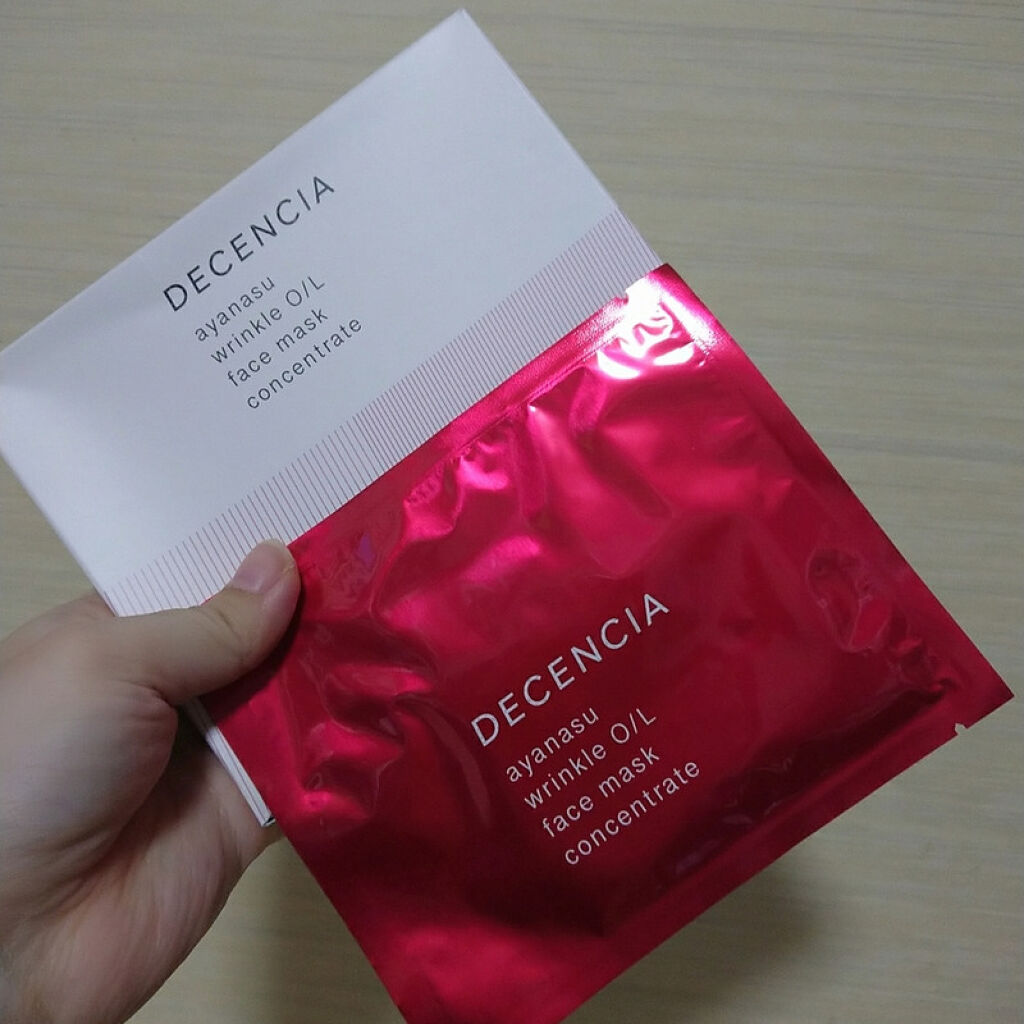 DECENCIA
ayanasu
wrinkle O/L
face mask
concentrate
DECENCIA
ayanasu
wrinkle O/L
face mask
concentrate